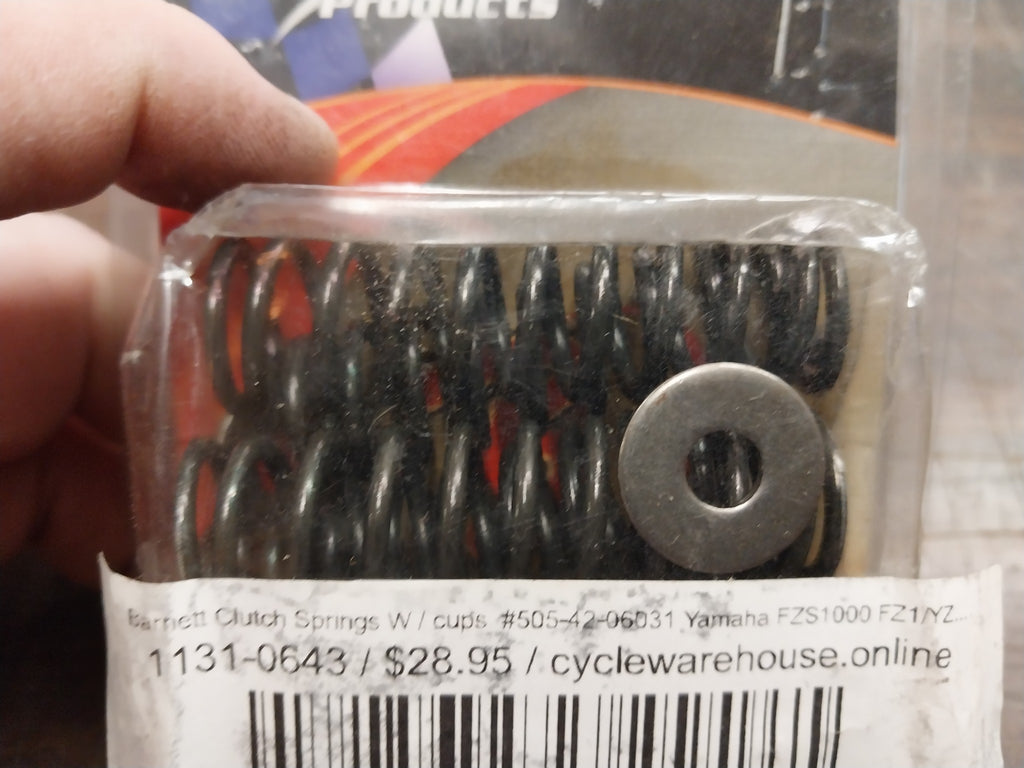 Products
Barnett Clutch Springs W / cups #505-42-06031 Yamaha FZS1000 FZ1/YZ...
1131-0643 / $28.95 / cyclewarehouse.online